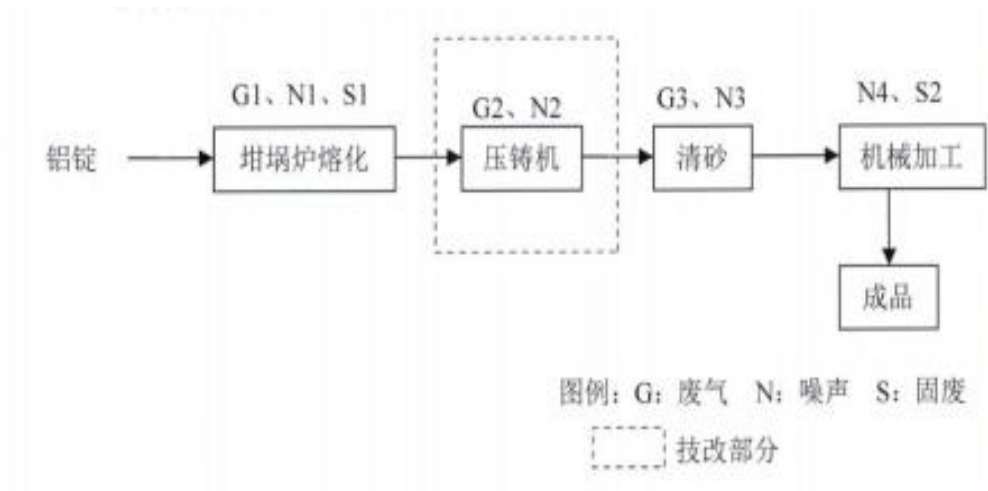 G1、N1、S1
G2、N2
G3、N3
N4、S2
铝锭
坩埚炉熔化
压铸机
清砂
机械加工
成品
图例：G：废气 N：噪声 S：固废
技改部分